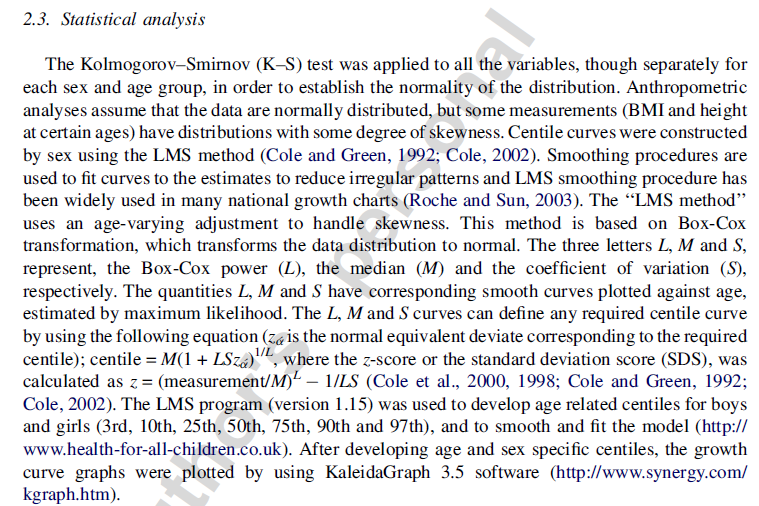 2.3. Statistical analysis
The Kolmogorov–Smirnov (K–S) test was applied to all the variables, though separately for
each sex and age group, in order to establish the normality of the distribution. Anthropometric
analyses assume that the data are normally distributed, but some measurements (BMI and height
at certain ages) have distributions with some degree of skewness. Centile curves were constructed
by sex using the LMS method (Cole and Green, 1992; Cole, 2002). Smoothing procedures are
used to fit curves to the estimates to reduce irregular patterns and LMS smoothing procedure has
been widely used in many national growth charts (Roche and Sun, 2003). The ‘‘LMS method’’
uses an age-varying adjustment to handle skewness. This method is based on Box-Cox
transformation, which transforms the data distribution to normal. The three letters L, M and S,
represent, the Box-Cox power (L), the median (M) and the coefficient of variation (S),
respectively. The quantities L, M and S have corresponding smooth curves plotted against age,
estimated by maximum likelihood. The L, M and S curves can define any required centile curve
by using the following equation (zά is the normal equivalent deviate corresponding to the required
centile); centile = M(1 + LSzά)^1/L, where the z-score or the standard deviation score (SDS), was
calculated as z = (measurement/M)^L − 1/LS (Cole et al., 2000, 1998; Cole and Green, 1992;
Cole, 2002). The LMS program (version 1.15) was used to develop age related centiles for boys
and girls (3rd, 10th, 25th, 50th, 75th, 90th and 97th), and to smooth and fit the model (http://
www.health-for-all-children.co.uk). After developing age and sex specific centiles, the growth
curve graphs were plotted by using KaleidaGraph 3.5 software (http://www.synergy.com/
kgraph.htm).
personal